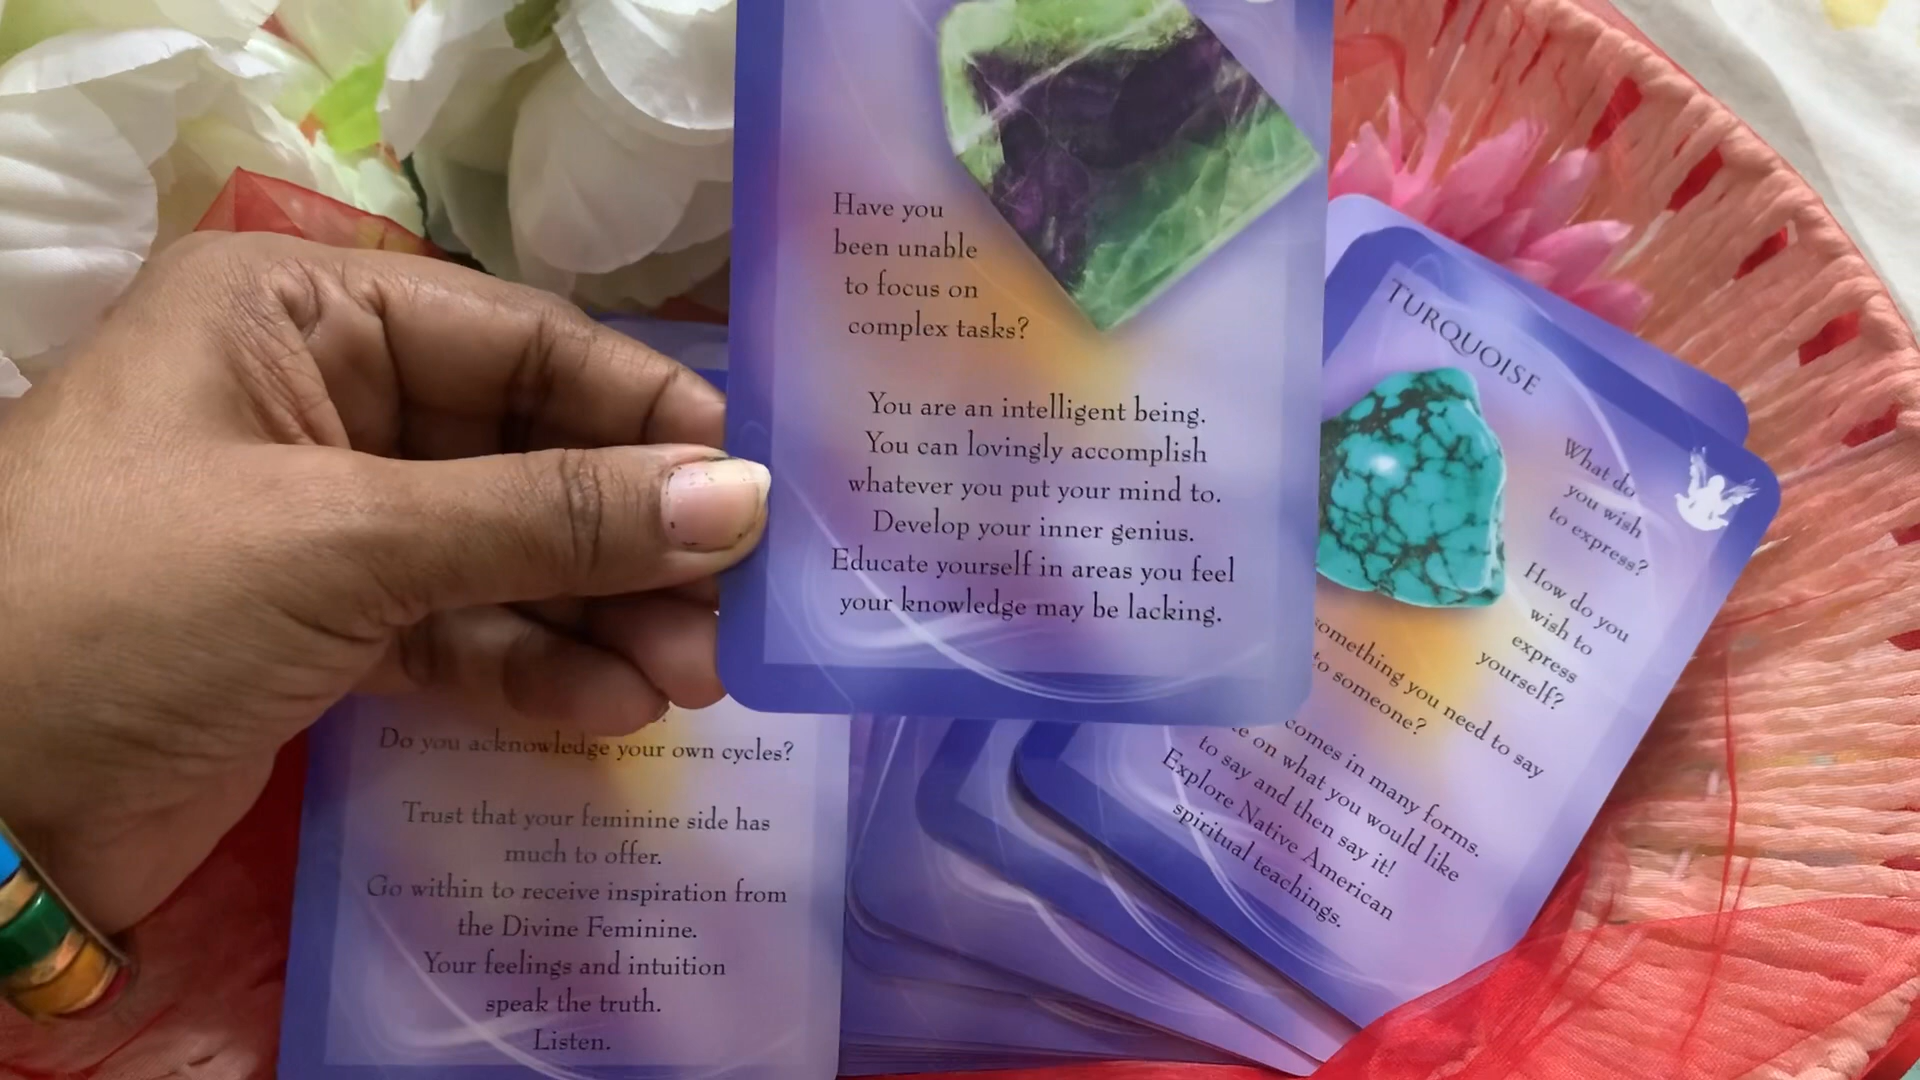 Have you
been unable
to focus on
complex tasks?
You are an intelligent being.
You can lovingly accomplish
whatever you put your mind to.
Develop your inner genius.
Educate yourself in areas you feel
your knowledge may be lacking.
TURQUOISE
What do
you wish
to express?
How do you
wish to
express
yourself?
something you need to say
to someone?
comes in many forms.
on what you would like
to say and then say it!
Explore Native American
spiritual teachings.
Do you acknowledge your own cycles?
Trust that your feminine side has
much to offer.
Go within to receive inspiration from
the Divine Feminine.
Your feelings and intuition
speak the truth.
Listen.